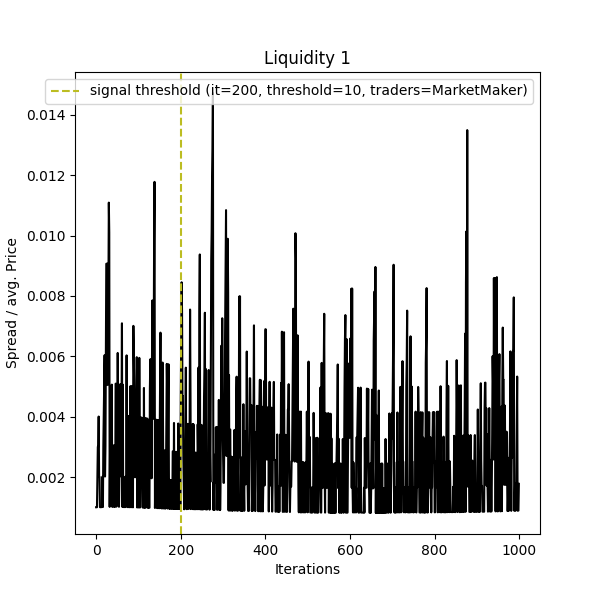 Liquidity 1
signal threshold (it=200, threshold=10, traders=MarketMaker)
Spread / avg. Price
0.014
0.012
0.010
0.008
0.006
0.004
0.002
0 200 400 600 800 1000
Iterations